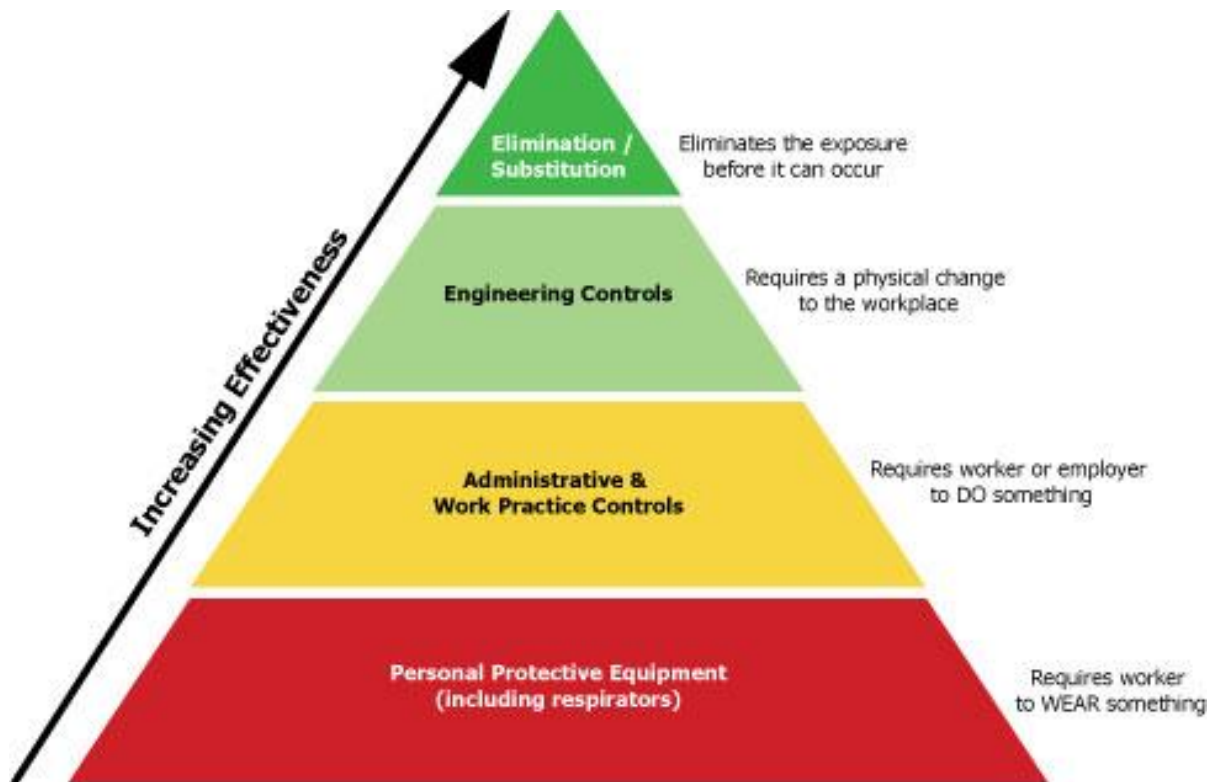 Increasing Effectiveness
Elimination /
Substitution
Eliminates the exposure
before it can occur
Engineering Controls
Requires a physical change
to the workplace
Administrative &
Work Practice Controls
Requires worker or employer
to DO something
Personal Protective Equipment
(including respirators)
Requires worker
to WEAR something